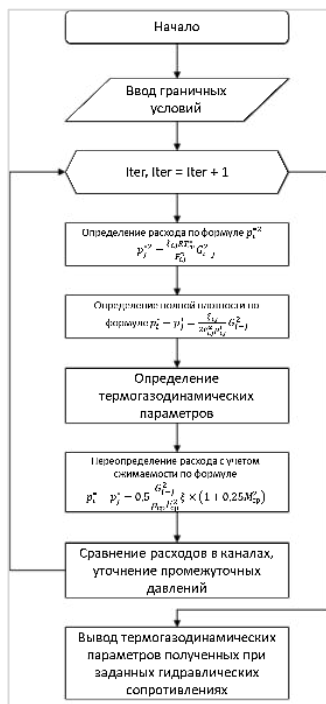 Начало
Ввод граничных
условий
Iter, Iter = Iter + 1
Определение расхода по формуле
Определение полной плотности по
формуле
Определение
термогазодинамических
параметров
Переопределение расхода с учетом
сжимаемости по формуле
Сравнение расходов в каналах,
уточнение промежуточных
давлений
Вывод термогазодинамических
параметров полученных при
заданных гидравлических
сопротивлениях